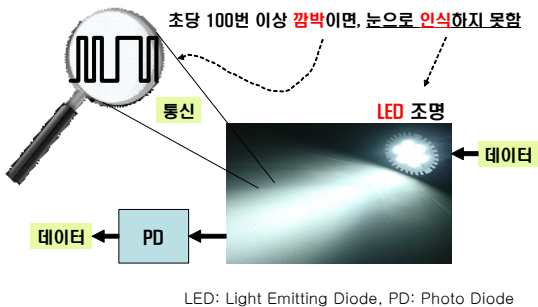 초당 100번 이상 깜박이면, 눈으로 인식하지 못함
통신
LED 조명
데이터
데이터
PD
LED: Light Emitting Diode, PD: Photo Diode